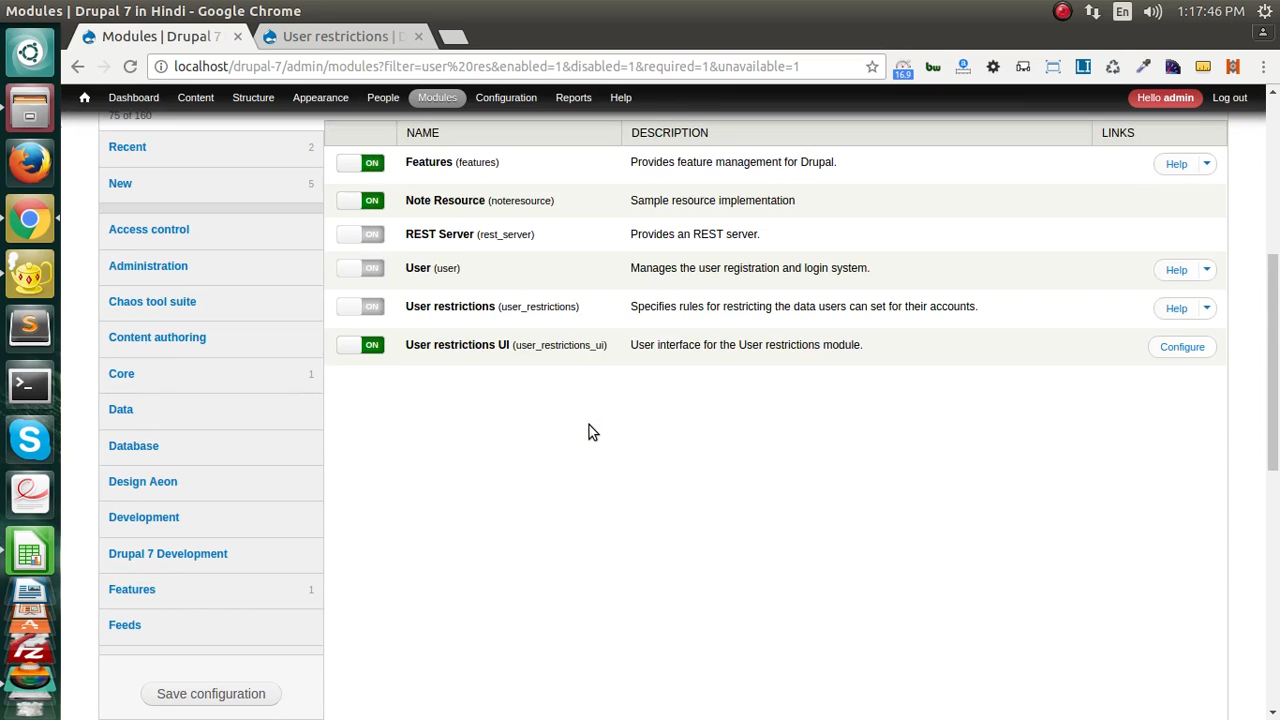 Modules | Drupal 7 in Hindi - Google Chrome
En
1:17:46 PM
Modules | Drupal 7
User restrictions | D
localhost/drupal-7/admin/modules?filter=user%20res&enabled=1&disabled=1&required=1&unavailable=1
16.9
bw
LI
Dashboard
Content
Structure
Appearance
People
Modules
Configuration
Reports
Help
Hello admin
Log out
75 of 160
Recent 2
New 5
Access control
Administration
Chaos tool suite
Content authoring
Core 1
Data
Database
Design Aeon
Development
Drupal 7 Development
Features 1
Feeds
Save configuration
NAME DESCRIPTION LINKS
ON Features (features) Provides feature management for Drupal. Help
ON Note Resource (noteresource) Sample resource implementation
ON REST Server (rest_server) Provides an REST server.
ON User (user) Manages the user registration and login system. Help
ON User restrictions (user_restrictions) Specifies rules for restricting the data users can set for their accounts. Help
ON User restrictions UI (user_restrictions_ui) User interface for the User restrictions module. Configure